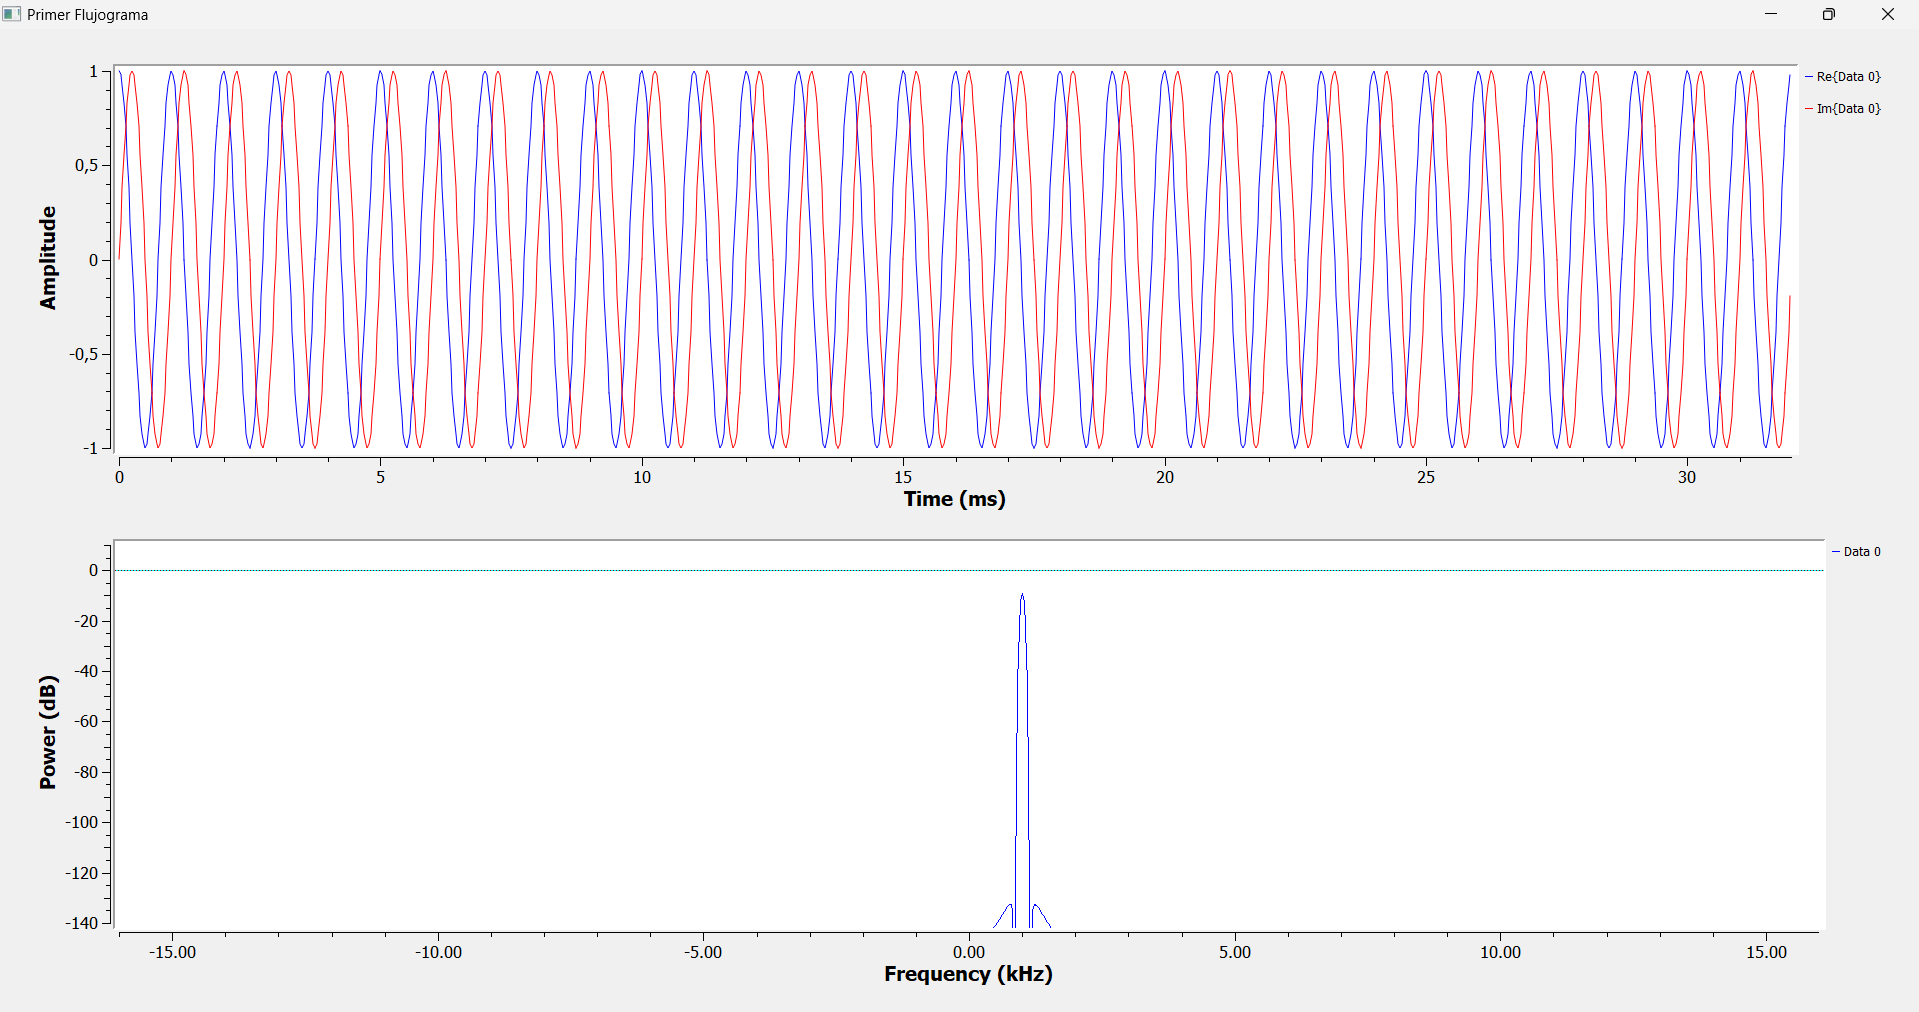 Primer Flujograma
Re{Data 0}
Im{Data 0}
Amplitude
1
0,5
0
-0,5
-1
0 5 10 15 20 25 30
Time (ms)
Data 0
Power (dB)
0
-20
-40
-60
-80
-100
-120
-140
-15.00 -10.00 -5.00 0.00 5.00 10.00 15.00
Frequency (kHz)